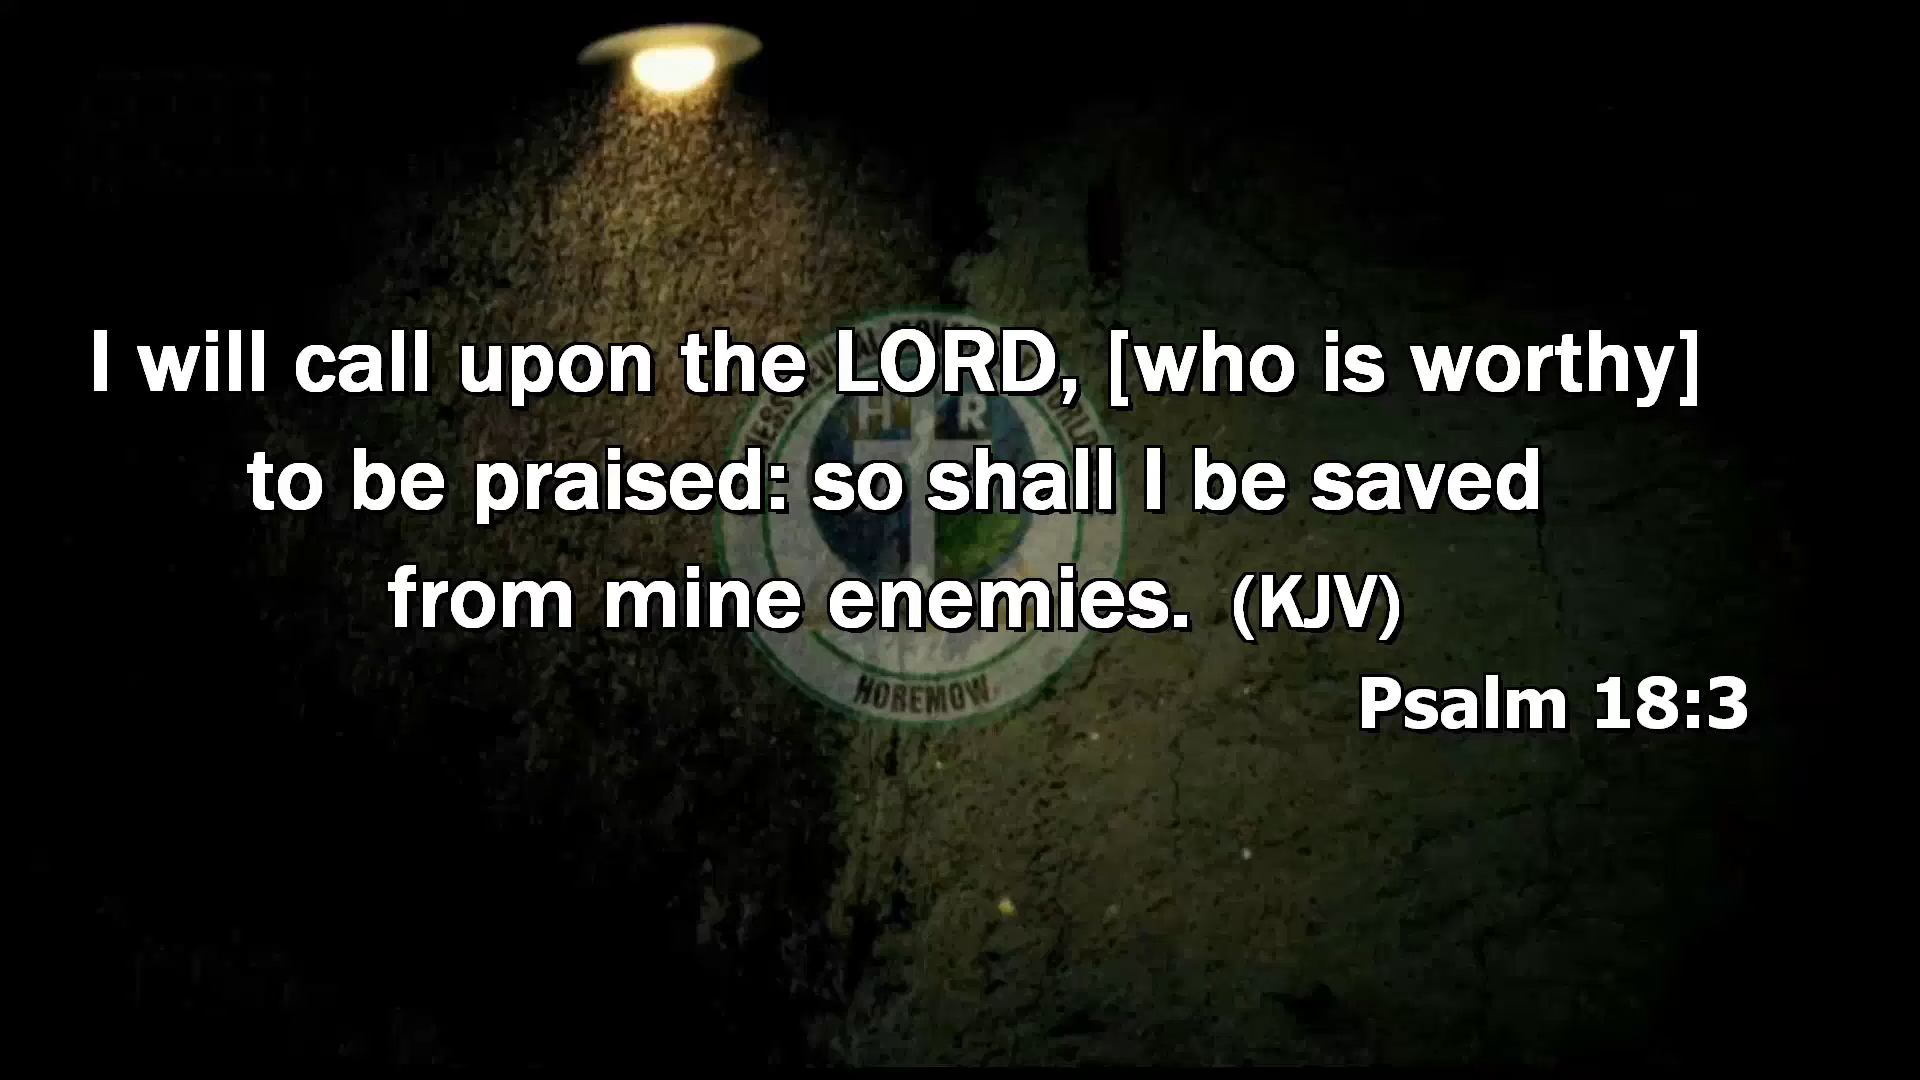 I will call upon the LORD, [who is worthy]
to be praised: so shall I be saved
from mine enemies. (KJV)
Psalm 18:3
H R
HOREMOW